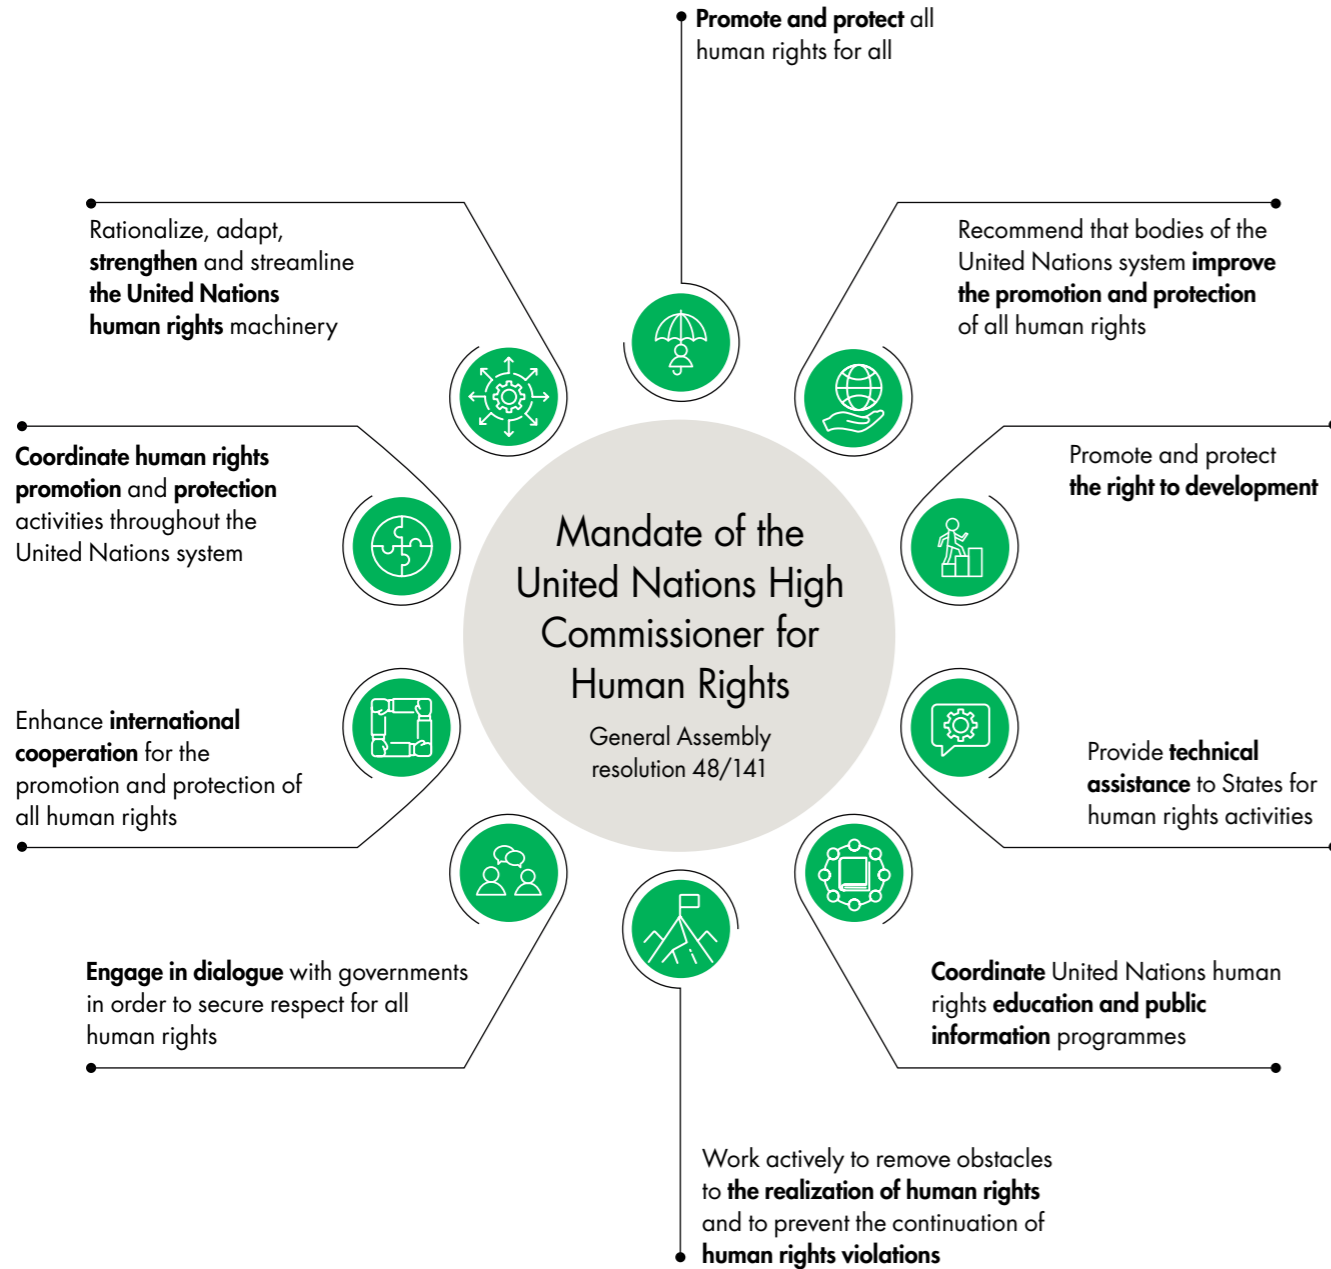 Promote and protect all
human rights for all
Rationalize, adapt,
strengthen and streamline
the United Nations
human rights machinery
Recommend that bodies of the
United Nations system improve
the promotion and protection
of all human rights
Coordinate human rights
promotion and protection
activities throughout the
United Nations system
Promote and protect
the right to development
Mandate of the
United Nations High
Commissioner for
Human Rights
General Assembly
resolution 48/141
Enhance international
cooperation for the
promotion and protection of
all human rights
Provide technical
assistance to States for
human rights activities
Engage in dialogue with governments
in order to secure respect for all
human rights
Coordinate United Nations human
rights education and public
information programmes
Work actively to remove obstacles
to the realization of human rights
and to prevent the continuation of
human rights violations